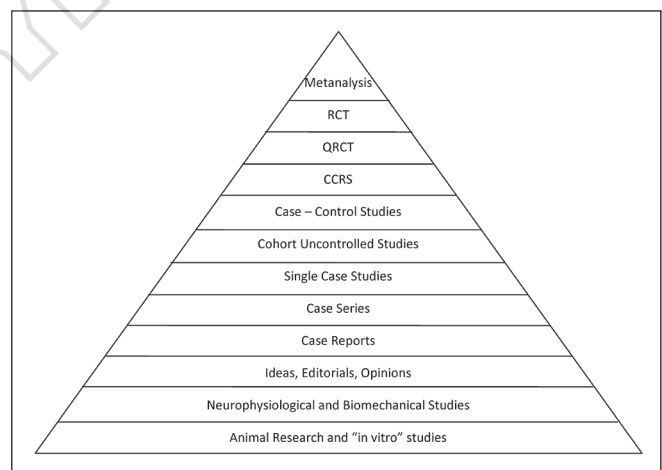 Metanalysis
RCT
QRCT
CCRS
Case – Control Studies
Cohort Uncontrolled Studies
Single Case Studies
Case Series
Case Reports
Ideas, Editorials, Opinions
Neurophysiological and Biomechanical Studies
Animal Research and “in vitro” studies